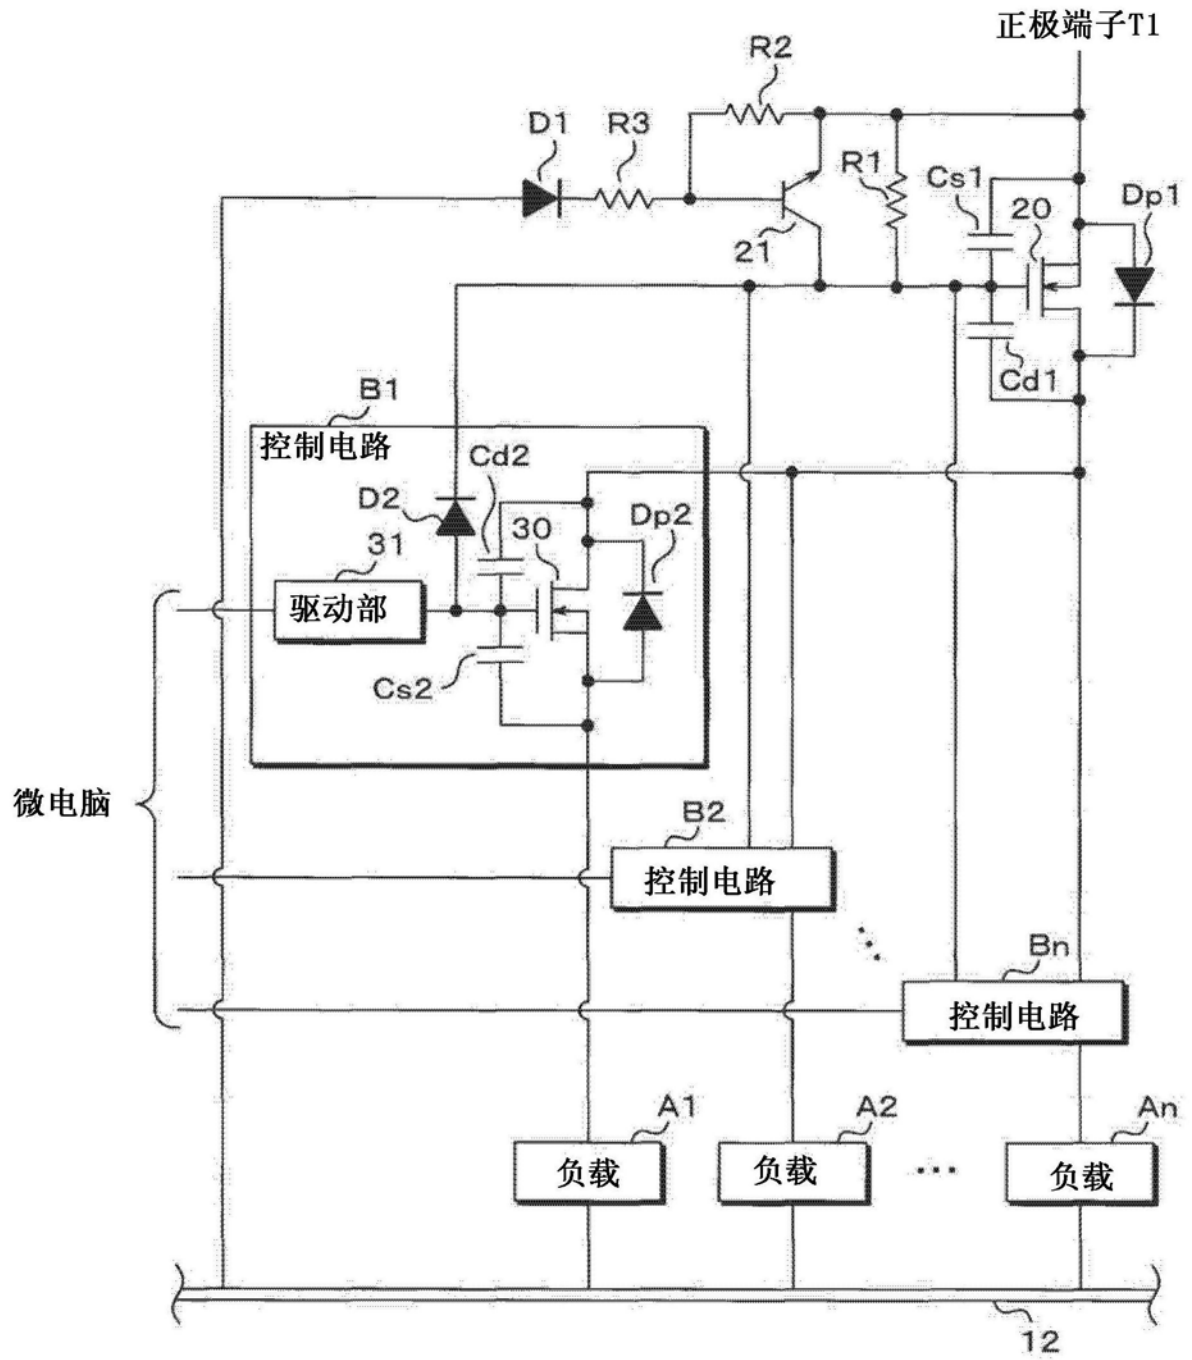 正极端子T1
R2
D1
R3
R1
Cs1
20
Dp1
21
Cd1
B1
控制电路
Cd2
D2
30
Dp2
31
驱动部
Cs2
微电脑
B2
控制电路
Bn
控制电路
A1
A2
An
负载
负载
负载
12